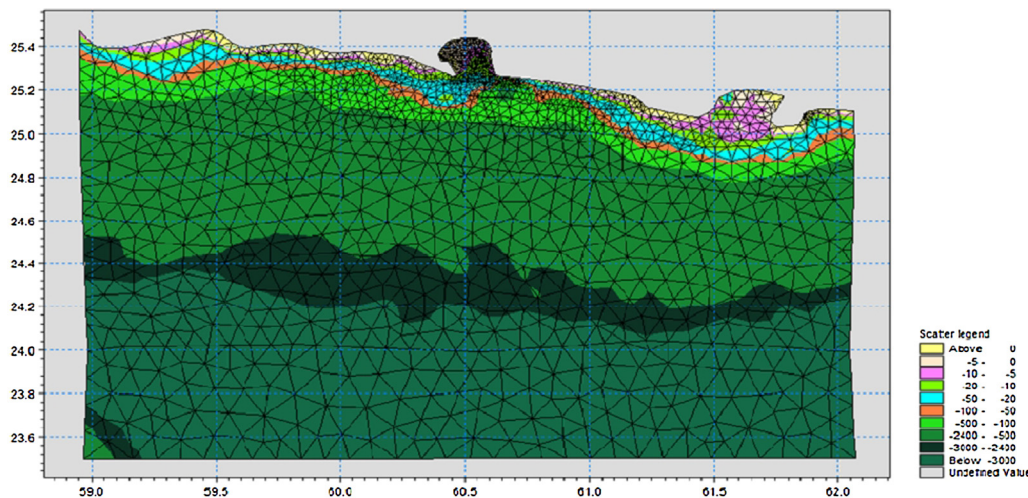 25.4
25.2
25.0
24.8
24.6
24.4
24.2
24.0
23.8
23.6
59.0 59.5 60.0 60.5 61.0 61.5 62.0
Scatter legend
Above 0
-5 - 0
-10 - -5
-20 - -10
-50 - -20
-100 - -50
-500 - -100
-2400 - -500
-3000 - -2400
Below -3000
Undefined Value